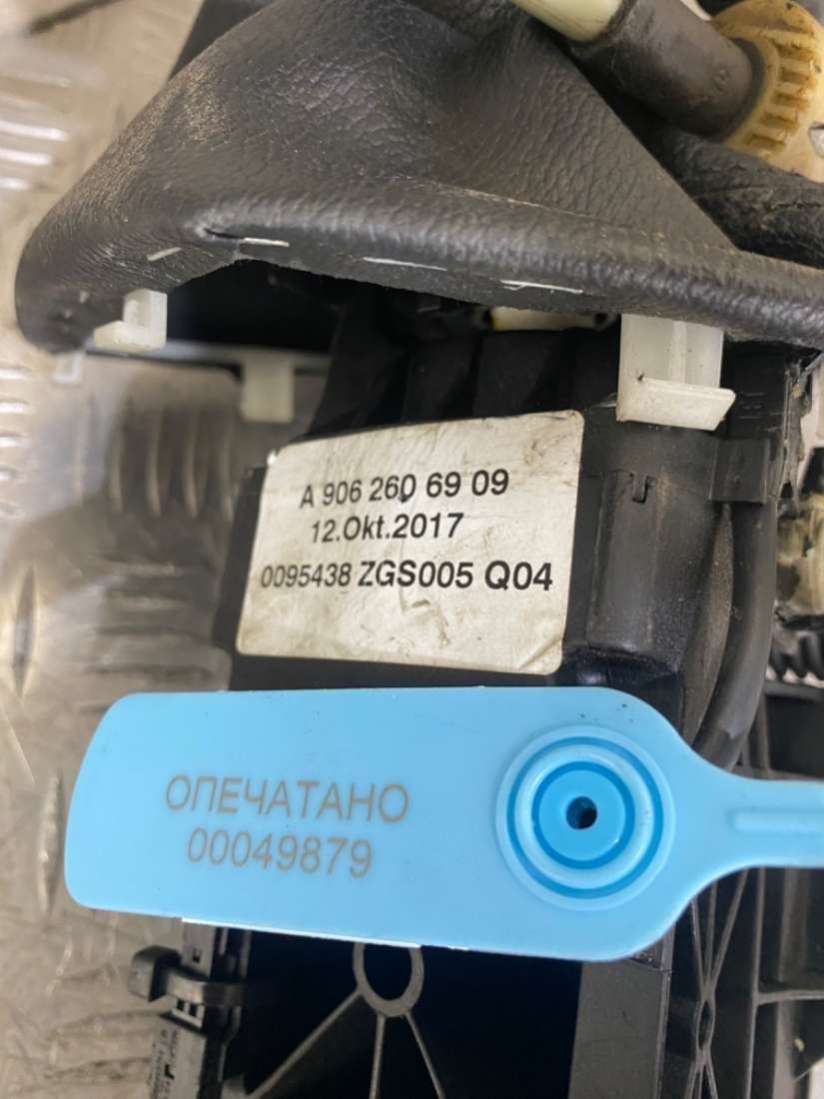 A 906 260 69 09
12.Okt.2017
0095438 ZGS005 Q04
ОПЕЧАТАНО
00049879